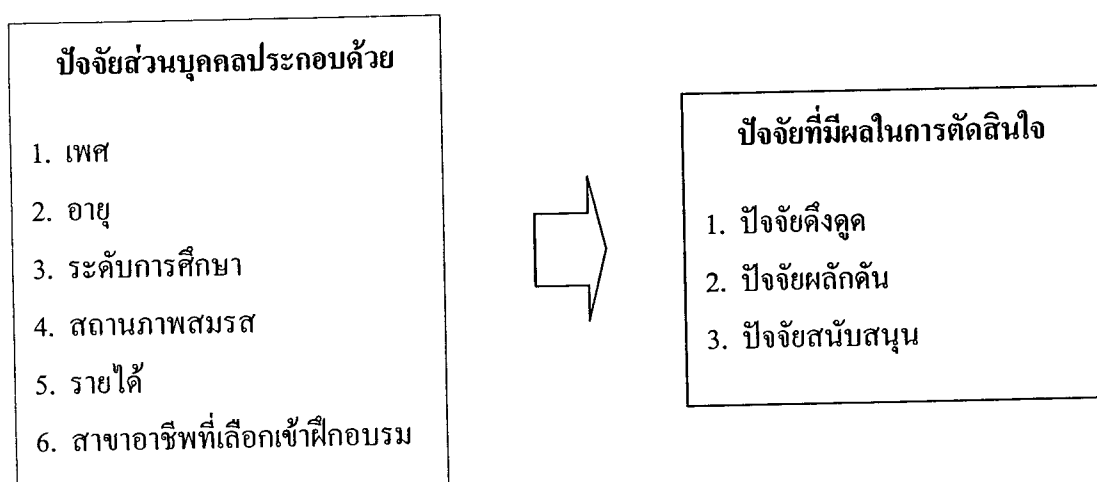 ปัจจัยส่วนบุคคลประกอบด้วย
1. เพศ
2. อายุ
3. ระดับการศึกษา
4. สถานภาพสมรส
5. รายได้
6. สาขาอาชีพที่เลือกเข้าฝึกอบรม
ปัจจัยที่มีผลในการตัดสินใจ
1. ปัจจัยดึงดูด
2. ปัจจัยผลักดัน
3. ปัจจัยสนับสนุน